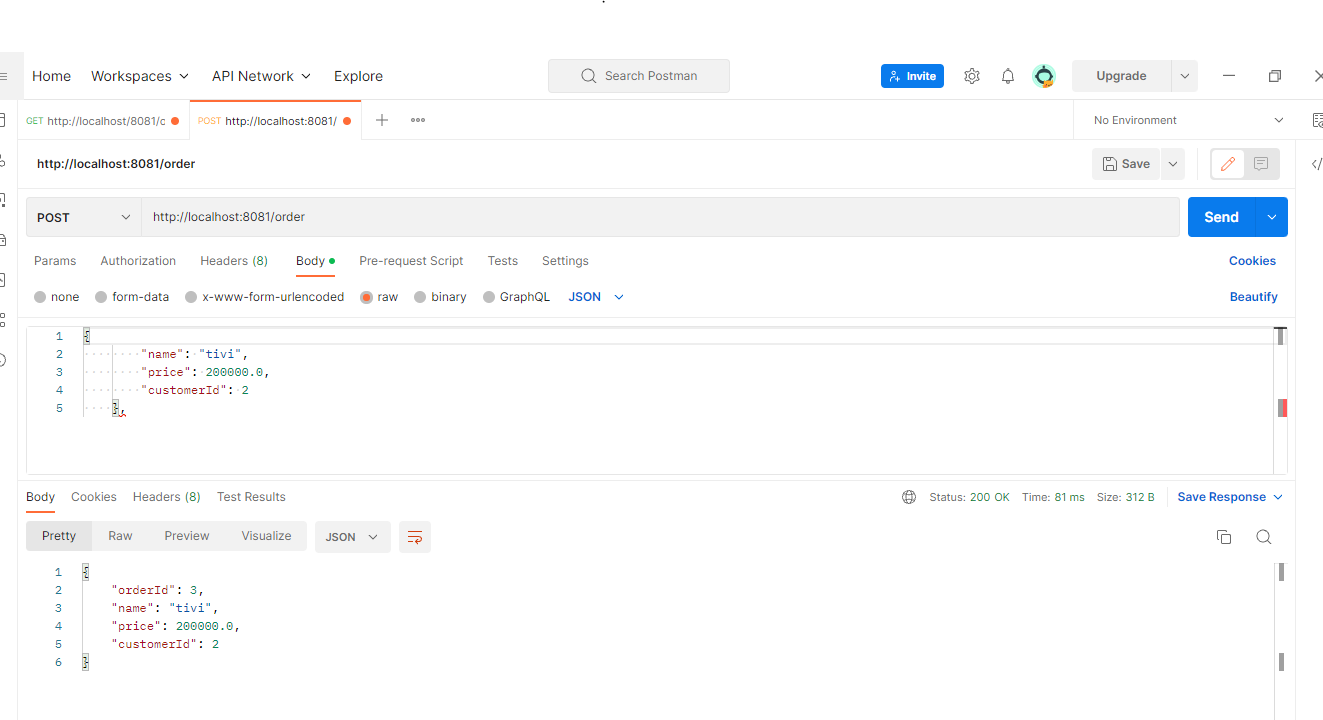 Home Workspaces API Network Explore Search Postman Invite Upgrade
GET http://localhost/8081/c POST http://localhost:8081/ No Environment
http://localhost:8081/order Save
POST http://localhost:8081/order Send
Params Authorization Headers (8) Body Pre-request Script Tests Settings Cookies
none form-data x-www-form-urlencoded raw binary GraphQL JSON Beautify
1 {
2 "name": "tivi",
3 "price": 200000.0,
4 "customerId": 2
5 },
Body Cookies Headers (8) Test Results Status: 200 OK Time: 81 ms Size: 312 B Save Response
Pretty Raw Preview Visualize JSON
1 {
2 "orderId": 3,
3 "name": "tivi",
4 "price": 200000.0,
5 "customerId": 2
6 }